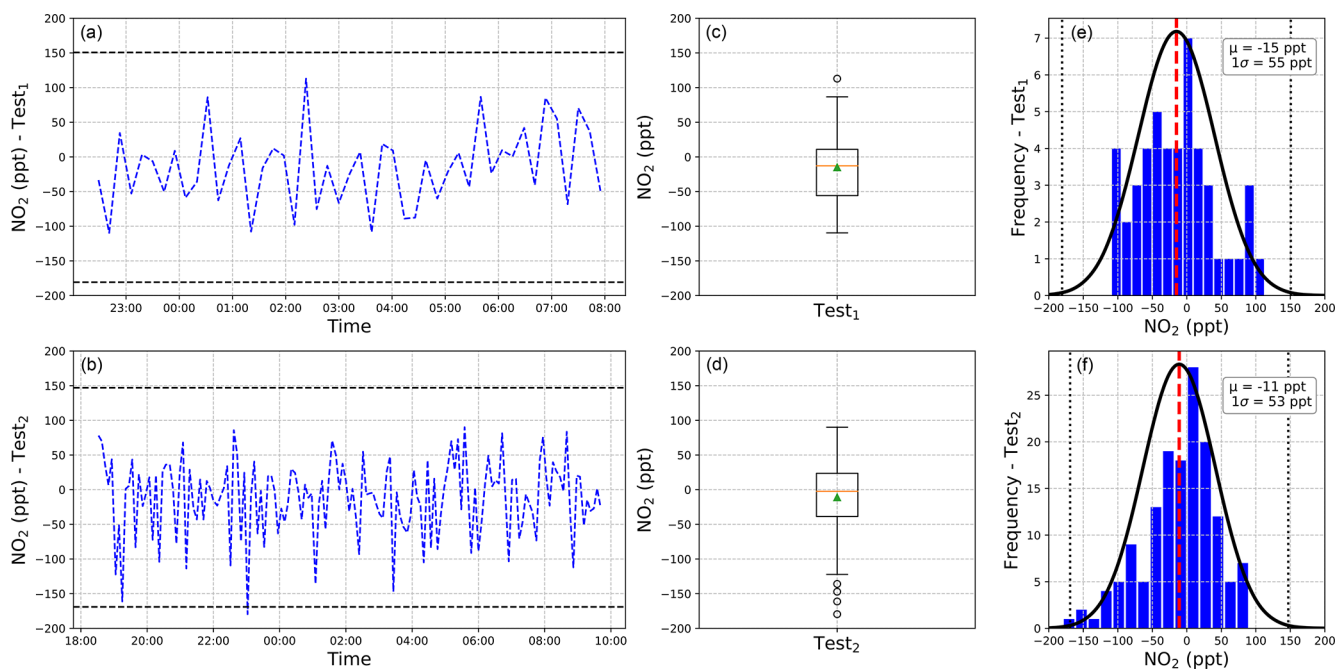 (a)
NO₂ (ppt) - Test₁
200
150
100
50
0
−50
−100
−150
−200
23:00 00:00 01:00 02:00 03:00 04:00 05:00 06:00 07:00 08:00
Time
(c)
NO₂ (ppt)
200
150
100
50
0
−50
−100
−150
−200
Test₁
(e)
μ = -15 ppt
1σ = 55 ppt
Frequency - Test₁
7
6
5
4
3
2
1
0
−200 −150 −100 −50 0 50 100 150 200
NO₂ (ppt)
(b)
NO₂ (ppt) - Test₂
200
150
100
50
0
−50
−100
−150
−200
18:00 20:00 22:00 00:00 02:00 04:00 06:00 08:00 10:00
Time
(d)
NO₂ (ppt)
200
150
100
50
0
−50
−100
−150
−200
Test₂
(f)
μ = -11 ppt
1σ = 53 ppt
Frequency - Test₂
25
20
15
10
5
0
−200 −150 −100 −50 0 50 100 150 200
NO₂ (ppt)